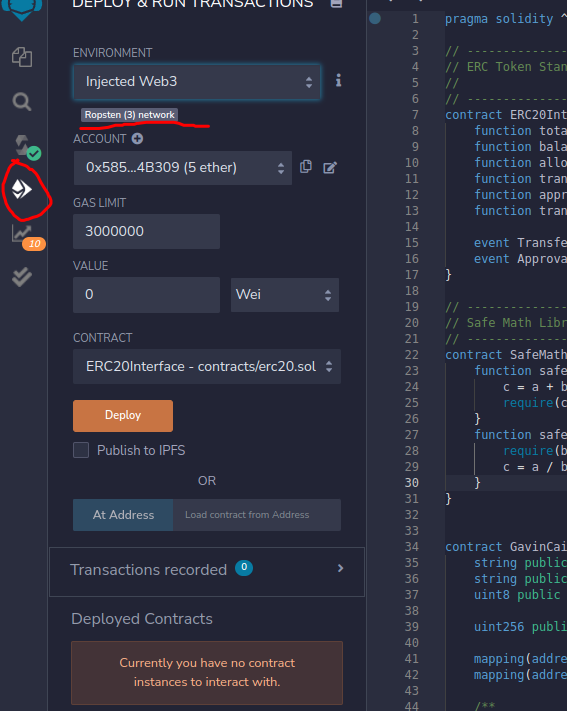 DEPLOY & RUN TRANSACTIONS
ENVIRONMENT
Injected Web3
Ropsten (3) network
ACCOUNT
0x585...4B309 (5 ether)
GAS LIMIT
3000000
VALUE
0
Wei
CONTRACT
ERC20Interface - contracts/erc20.sol
Deploy
Publish to IPFS
OR
At Address
Load contract from Address
Transactions recorded 0
Deployed Contracts
Currently you have no contract
instances to interact with.
10
1 pragma solidity ^
2
3 // ---------------
4 // ERC Token Stan
5 //
6 // ---------------
7 contract ERC20Int
8 function tota
9 function bala
10 function allo
11 function tran
12 function appr
13 function tran
14
15 event Transfe
16 event Approva
17 }
18
19 // ---------------
20 // Safe Math Libr
21 // ---------------
22 contract SafeMath
23 function safe
24 c = a + b
25 require(c
26 }
27 function safe
28 require(b
29 c = a / b
30 }
31 }
32
33
34 contract GavinCai
35 string public
36 string public
37 uint8 public
38
39 uint256 publi
40
41 mapping(addre
42 mapping(addre
43
44 /**